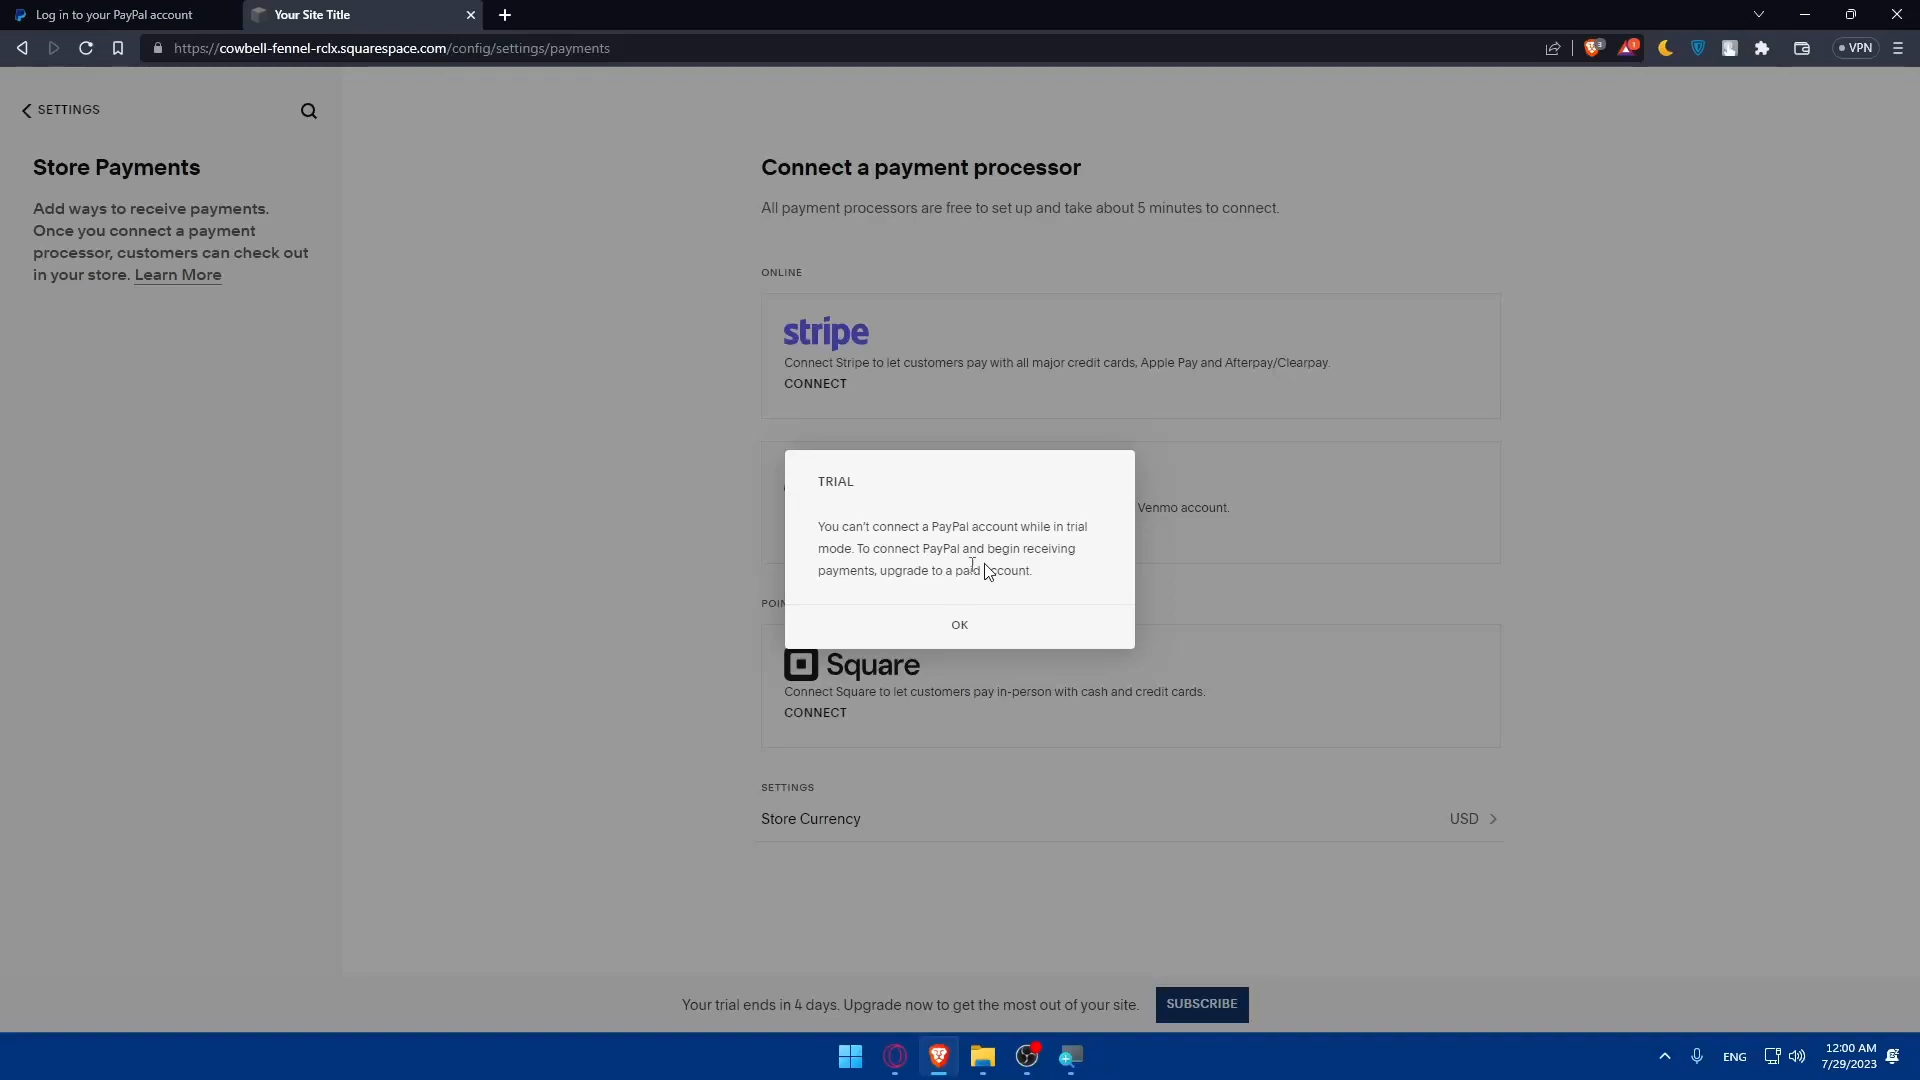 Log in to your PayPal account
Your Site Title
https://cowbell-fennel-rclx.squarespace.com/config/settings/payments
3
1
VPN
SETTINGS
Store Payments
Add ways to receive payments.
Once you connect a payment
processor, customers can check out
in your store. Learn More
Connect a payment processor
All payment processors are free to set up and take about 5 minutes to connect.
ONLINE
stripe
Connect Stripe to let customers pay with all major credit cards, Apple Pay and Afterpay/Clearpay.
CONNECT
Venmo account.
TRIAL
You can't connect a PayPal account while in trial
mode. To connect PayPal and begin receiving
payments, upgrade to a paid account.
OK
POIN
Square
Connect Square to let customers pay in-person with cash and credit cards.
CONNECT
SETTINGS
Store Currency
USD
Your trial ends in 4 days. Upgrade now to get the most out of your site.
SUBSCRIBE
ENG
12:00 AM
7/29/2023